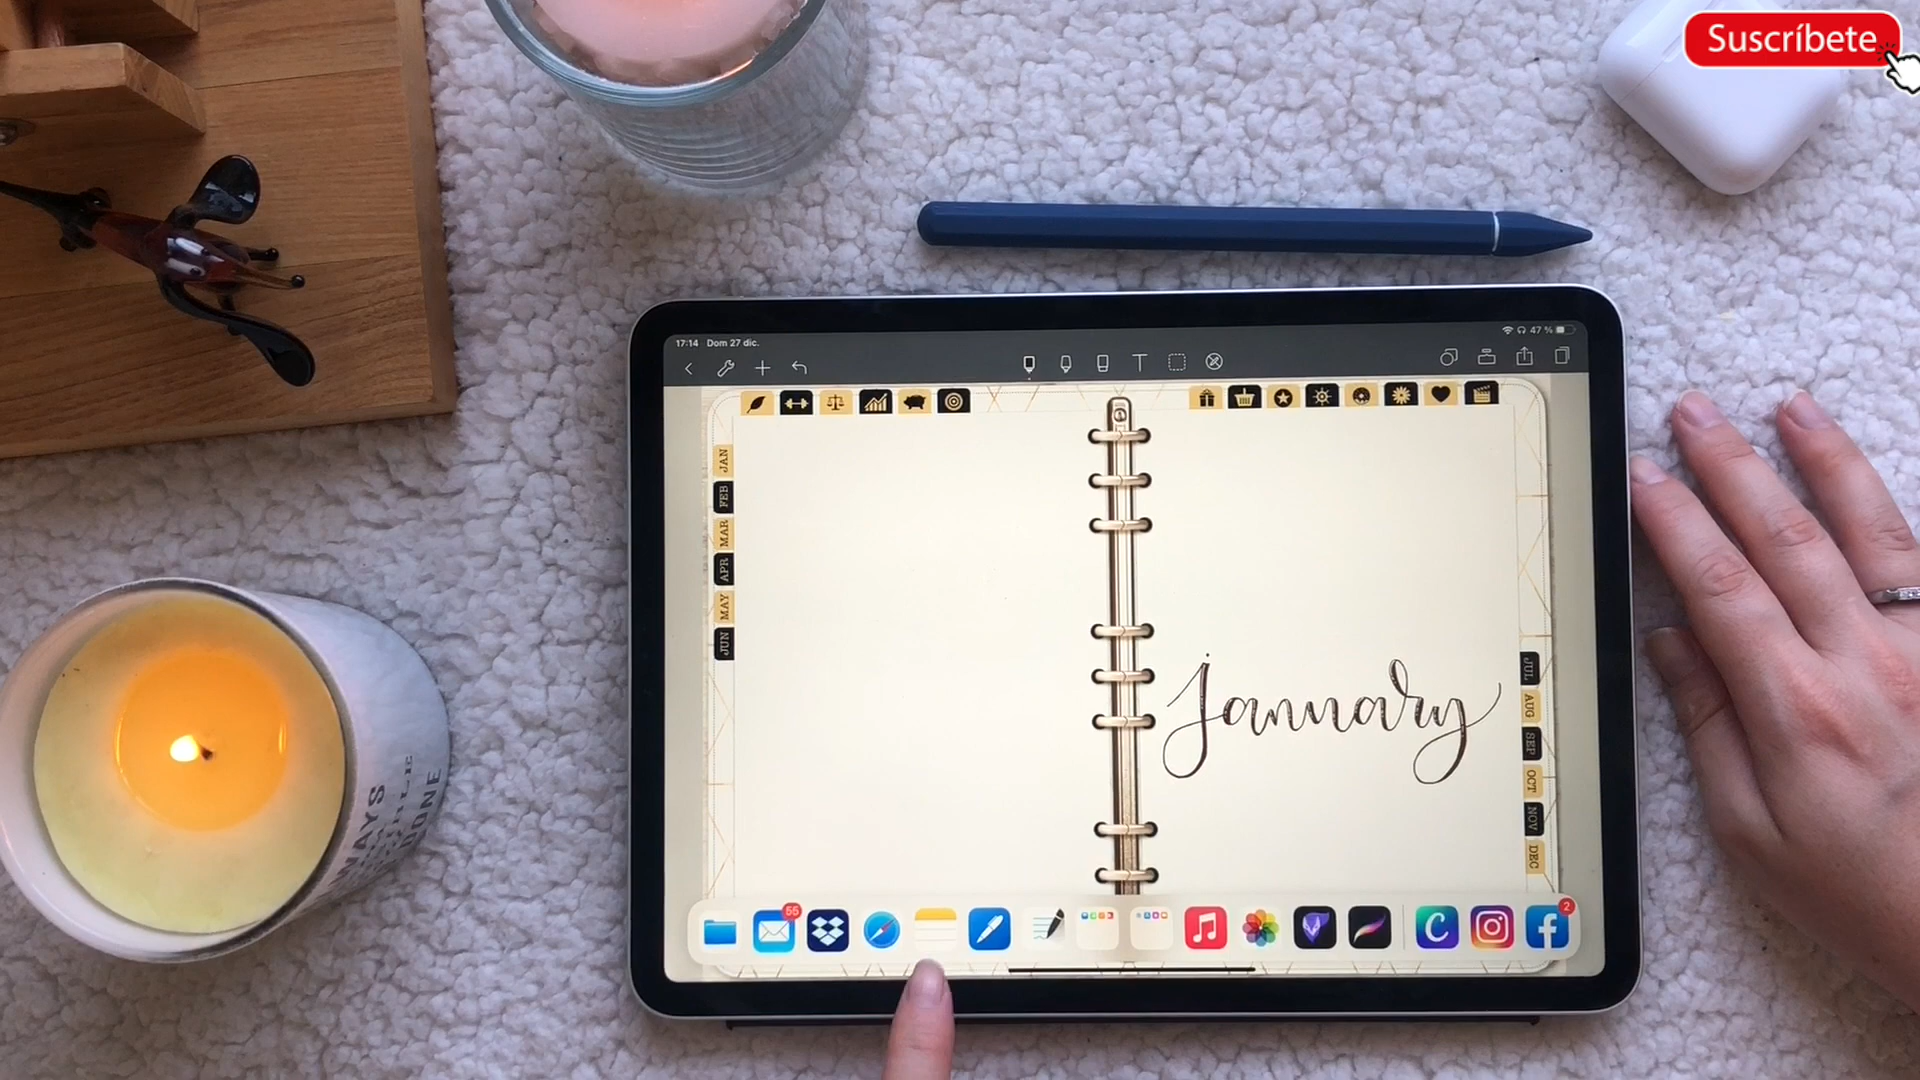 Suscríbete
17:14 Dom 27 dic.
47 %
T
JAN
FEB
MAR
APR
MAY
JUN
January
JUL
AUG
SEP
OCT
NOV
DEC
55
2